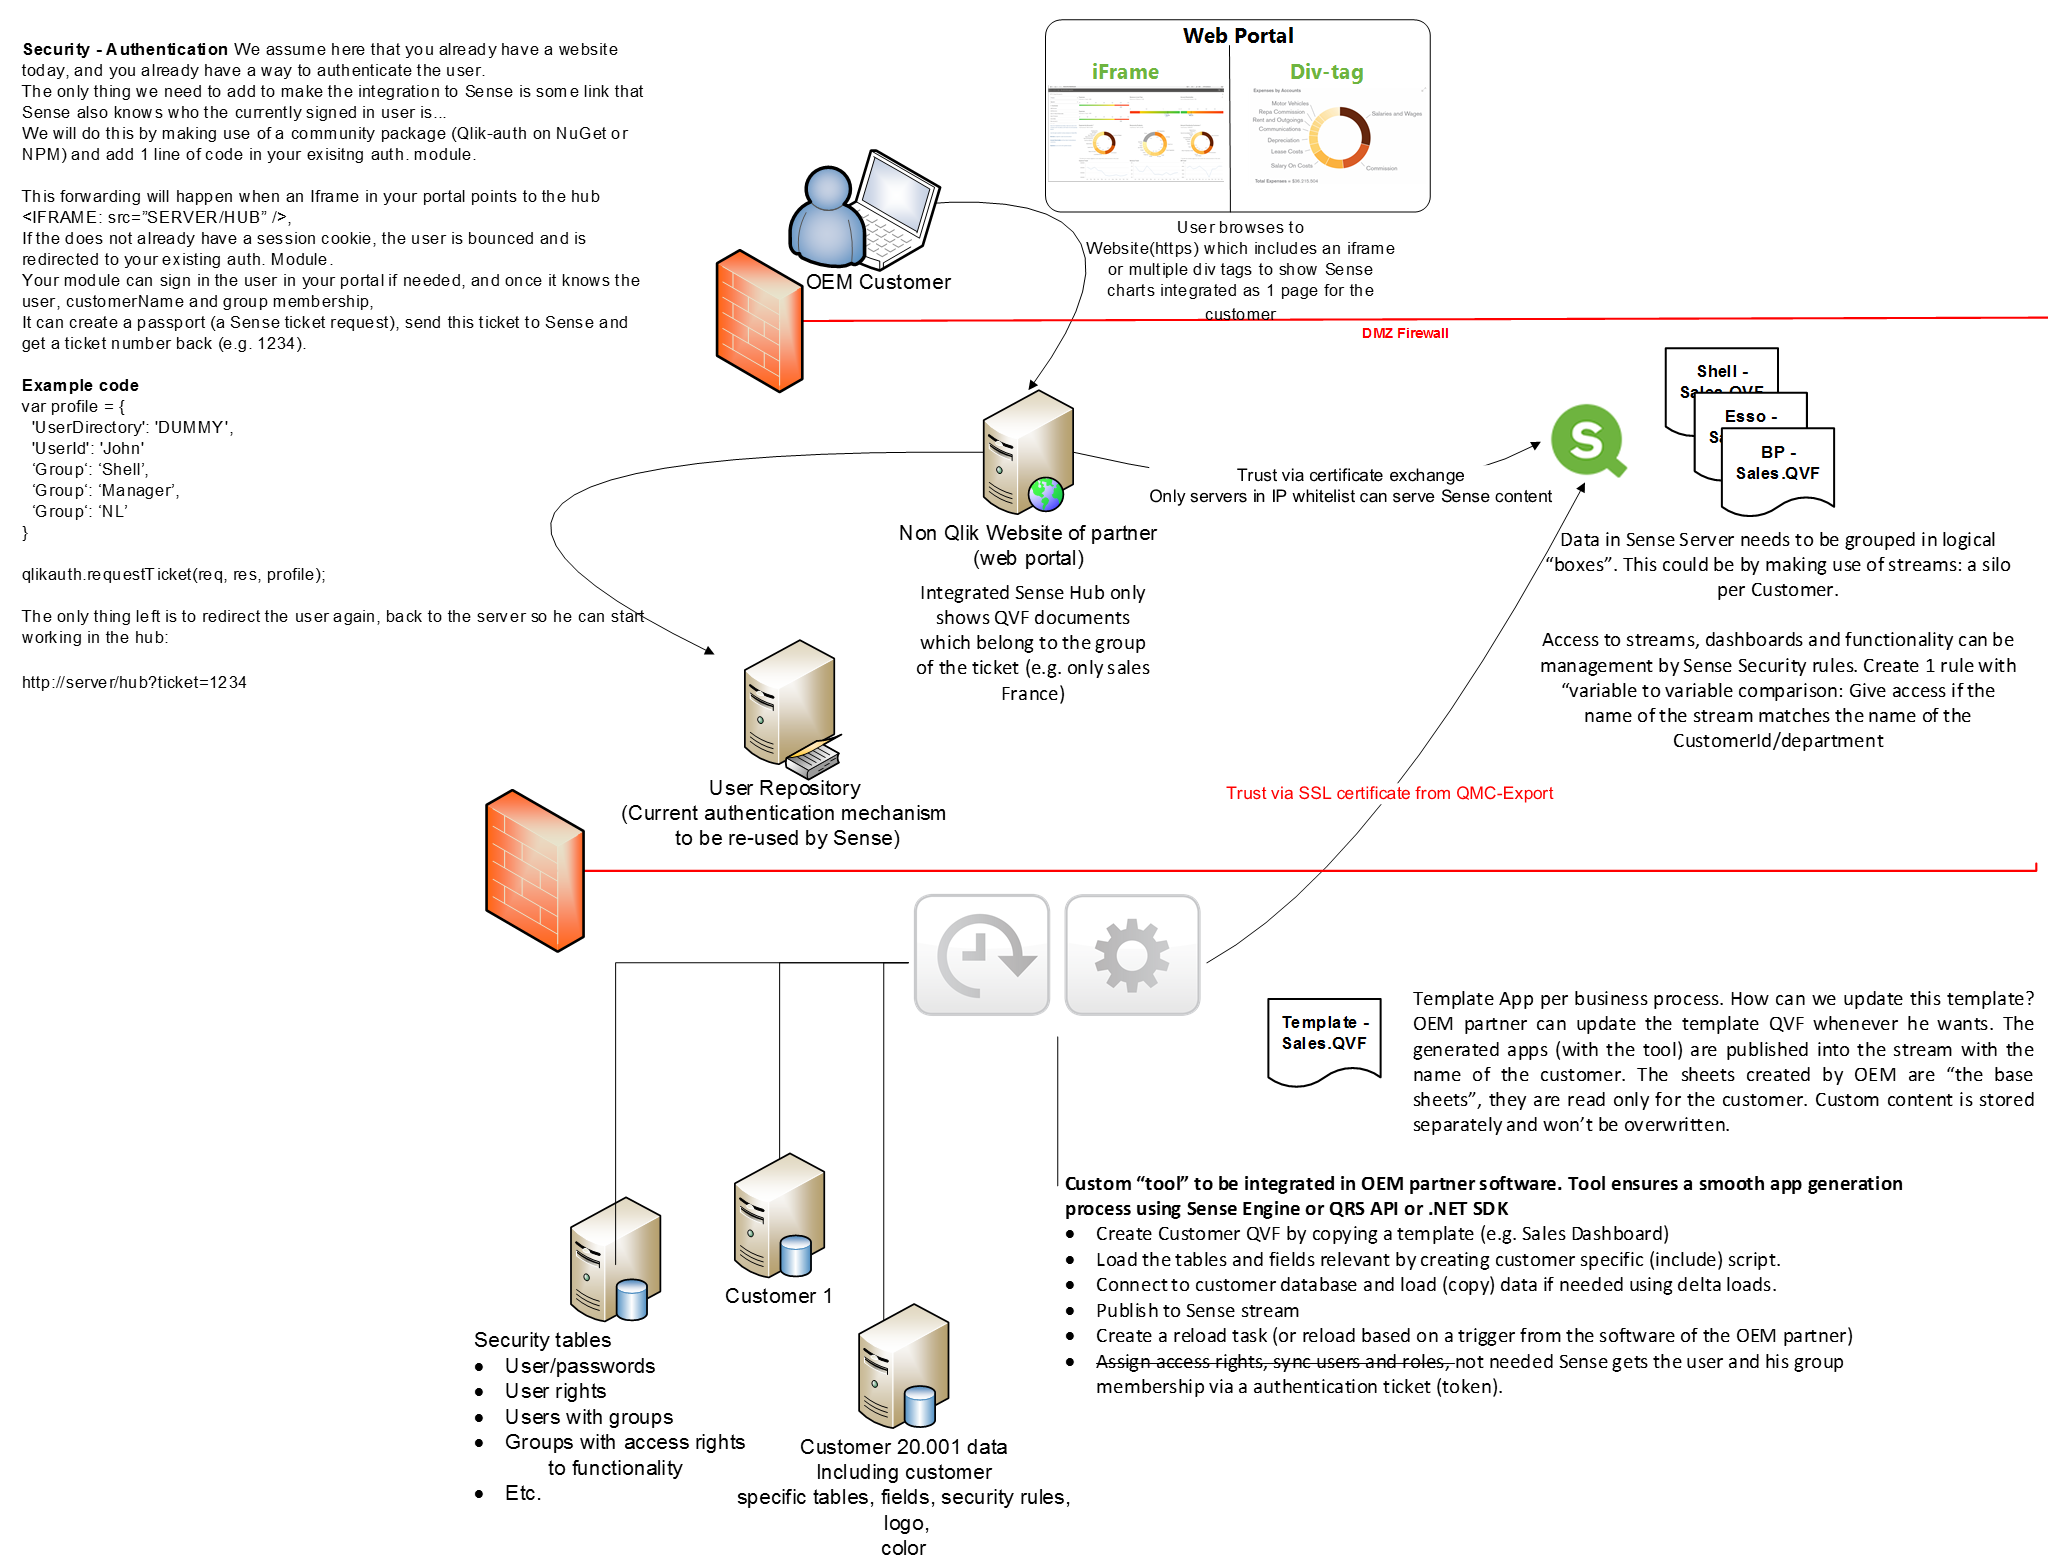 Security - Authentication We assume here that you already have a website
today, and you already have a way to authenticate the user.
The only thing we need to add to make the integration to Sense is some link that
Sense also knows who the currently signed in user is...
We will do this by making use of a community package (Qlik-auth on NuGet or
NPM) and add 1 line of code in your exisitng auth. module.
This forwarding will happen when an Iframe in your portal points to the hub
<IFRAME: src=”SERVER/HUB” />,
If the does not already have a session cookie, the user is bounced and is
redirected to your existing auth. Module.
Your module can sign in the user in your portal if needed, and once it knows the
user, customerName and group membership,
It can create a passport (a Sense ticket request), send this ticket to Sense and
get a ticket number back (e.g. 1234).
Example code
var profile = {
'UserDirectory': 'DUMMY',
'UserId': 'John'
‘Group‘: ‘Shell’,
‘Group‘: ‘Manager’,
‘Group‘: ‘NL’
}
qlikauth.requestTicket(req, res, profile);
The only thing left is to redirect the user again, back to the server so he can start
working in the hub:
http://server/hub?ticket=1234
Web Portal
iFrame
Div-tag
Expenses by Accounts
Motor Vehicles
Repa Commission
Rent and Outgoings
Communications
Depreciation
Lease Costs
Salary On Costs
Salaries and Wages
Commission
OEM Customer
User browses to
Website(https) which includes an iframe
or multiple div tags to show Sense
charts integrated as 1 page for the
customer
DMZ Firewall
Shell -
Sales.QVF
Esso -
BP -
Sales.QVF
S
Trust via certificate exchange
Only servers in IP whitelist can serve Sense content
Non Qlik Website of partner
(web portal)
Integrated Sense Hub only
shows QVF documents
which belong to the group
of the ticket (e.g. only sales
France)
Data in Sense Server needs to be grouped in logical
“boxes”. This could be by making use of streams: a silo
per Customer.
Access to streams, dashboards and functionality can be
management by Sense Security rules. Create 1 rule with
“variable to variable comparison: Give access if the
name of the stream matches the name of the
CustomerId/department
User Repository
(Current authentication mechanism
to be re-used by Sense)
Trust via SSL certificate from QMC-Export
Template -
Sales.QVF
Template App per business process. How can we update this template?
OEM partner can update the template QVF whenever he wants. The
generated apps (with the tool) are published into the stream with the
name of the customer. The sheets created by OEM are “the base
sheets”, they are read only for the customer. Custom content is stored
separately and won’t be overwritten.
Custom “tool” to be integrated in OEM partner software. Tool ensures a smooth app generation
process using Sense Engine or QRS API or .NET SDK
• Create Customer QVF by copying a template (e.g. Sales Dashboard)
• Load the tables and fields relevant by creating customer specific (include) script.
• Connect to customer database and load (copy) data if needed using delta loads.
• Publish to Sense stream
• Create a reload task (or reload based on a trigger from the software of the OEM partner)
• Assign access rights, sync users and roles, not needed Sense gets the user and his group
membership via a authentication ticket (token).
Customer 1
Security tables
• User/passwords
• User rights
• Users with groups
• Groups with access rights
to functionality
• Etc.
Customer 20.001 data
Including customer
specific tables, fields, security rules,
logo,
color